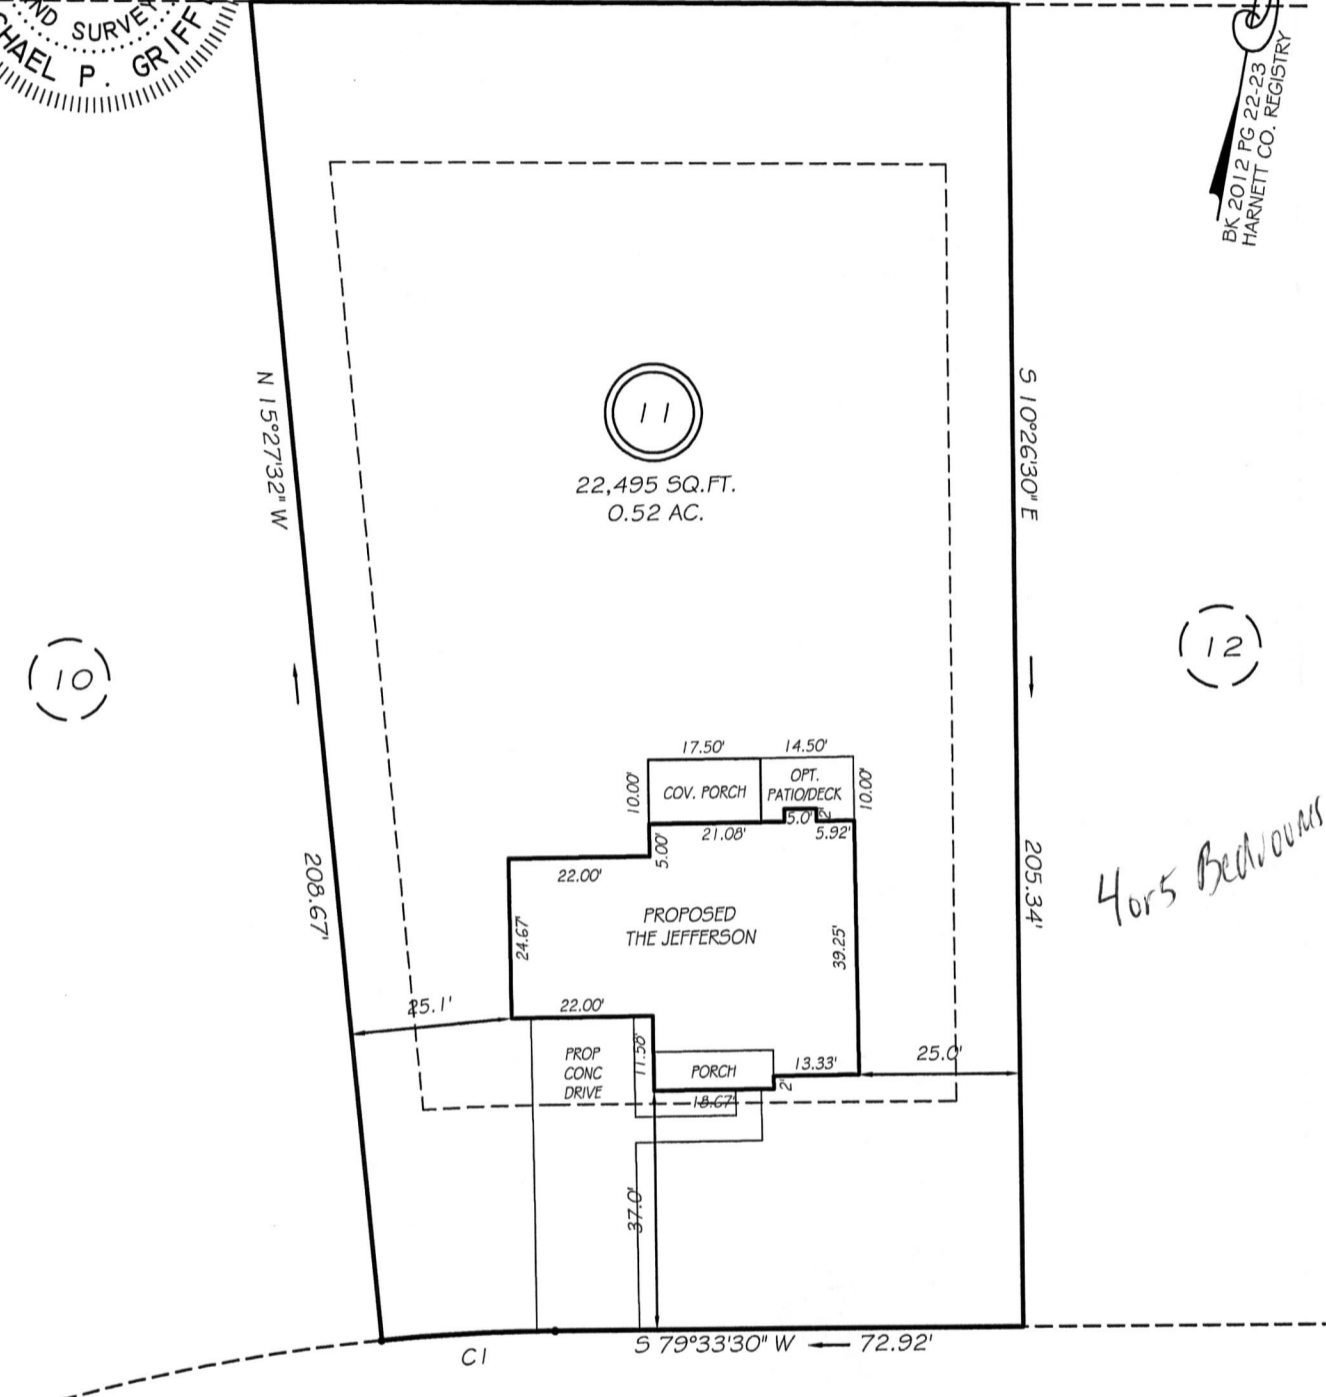 ND SURVEY
HAEL P. GRIFF
BK 2012 PG 22-23
HARNETT CO. REGISTRY
N 15°27'32" W
S 10°26'30" E
11
22,495 SQ.FT.
0.52 AC.
10
12
17.50'
14.50'
10.00'
COV. PORCH
OPT.
PATIO/DECK
10.00'
5.0'
2'
21.08'
5.92'
5.00'
22.00'
208.67'
205.34'
4 or 5 Bedrooms
PROPOSED
THE JEFFERSON
24.67'
39.25'
25.1'
22.00'
PROP
CONC
DRIVE
11.50'
PORCH
13.33'
25.0'
2'
18.67'
37.0'
S 79°33'30" W
72.92'
C1